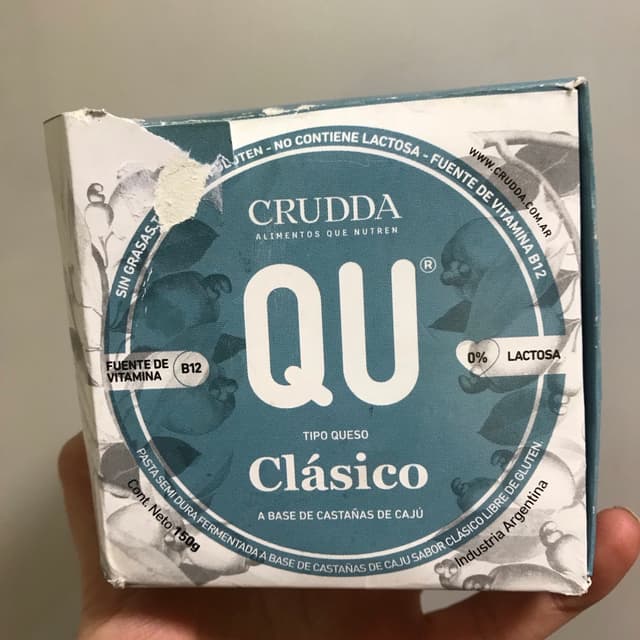 SIN GRASAS
GLUTEN - NO CONTIENE LACTOSA - FUENTE DE VITAMINA B12
WWW.CRUDDA.COM.AR
CRUDDA
ALIMENTOS QUE NUTREN
QU®
FUENTE DE
VITAMINA
B12
0% LACTOSA
TIPO QUESO
Clásico
A BASE DE CASTAÑAS DE CAJÚ
PASTA SEMI DURA FERMENTADA A BASE DE CASTAÑAS DE CAJU SABOR CLÁSICO LIBRE DE GLUTEN.
Cont. Neto 150g
Industria Argentina